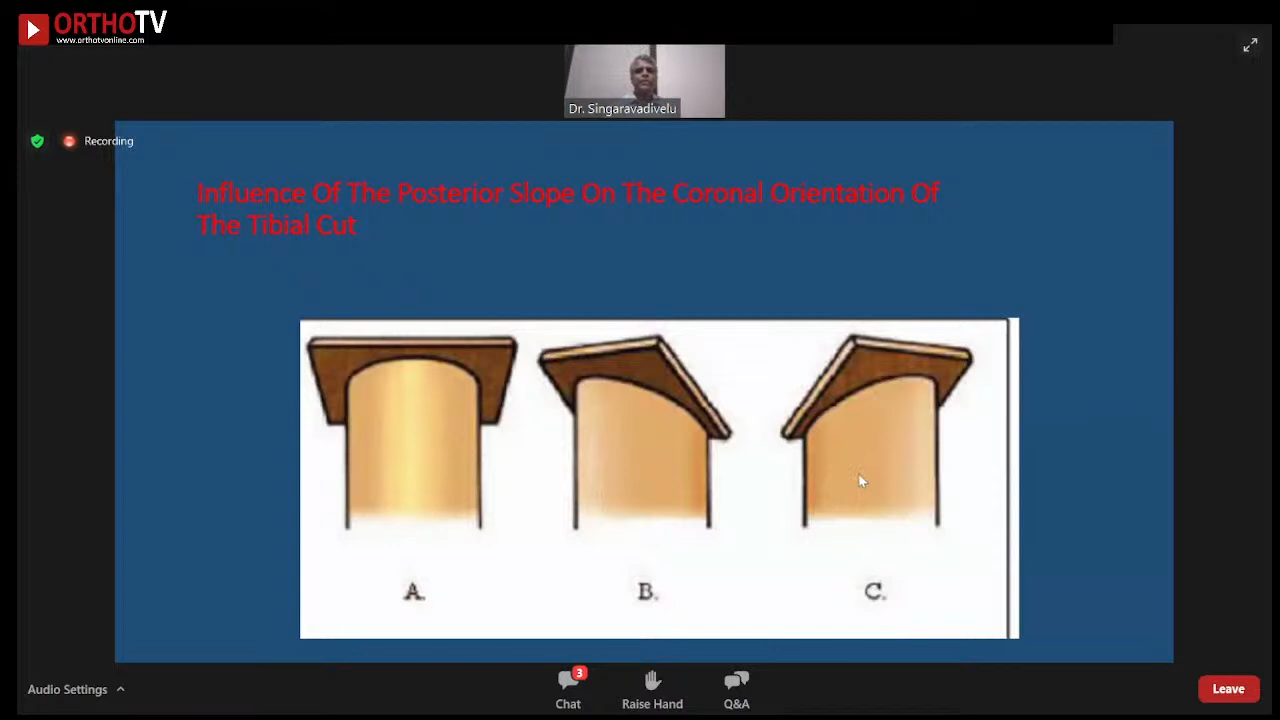 ORTHOTV
www.orthotvonline.com
Dr. Singaravadivelu
Recording
Influence Of The Posterior Slope On The Coronal Orientation Of
The Tibial Cut
A.
B.
C.
Audio Settings
3
Chat
Raise Hand
Q&A
Leave